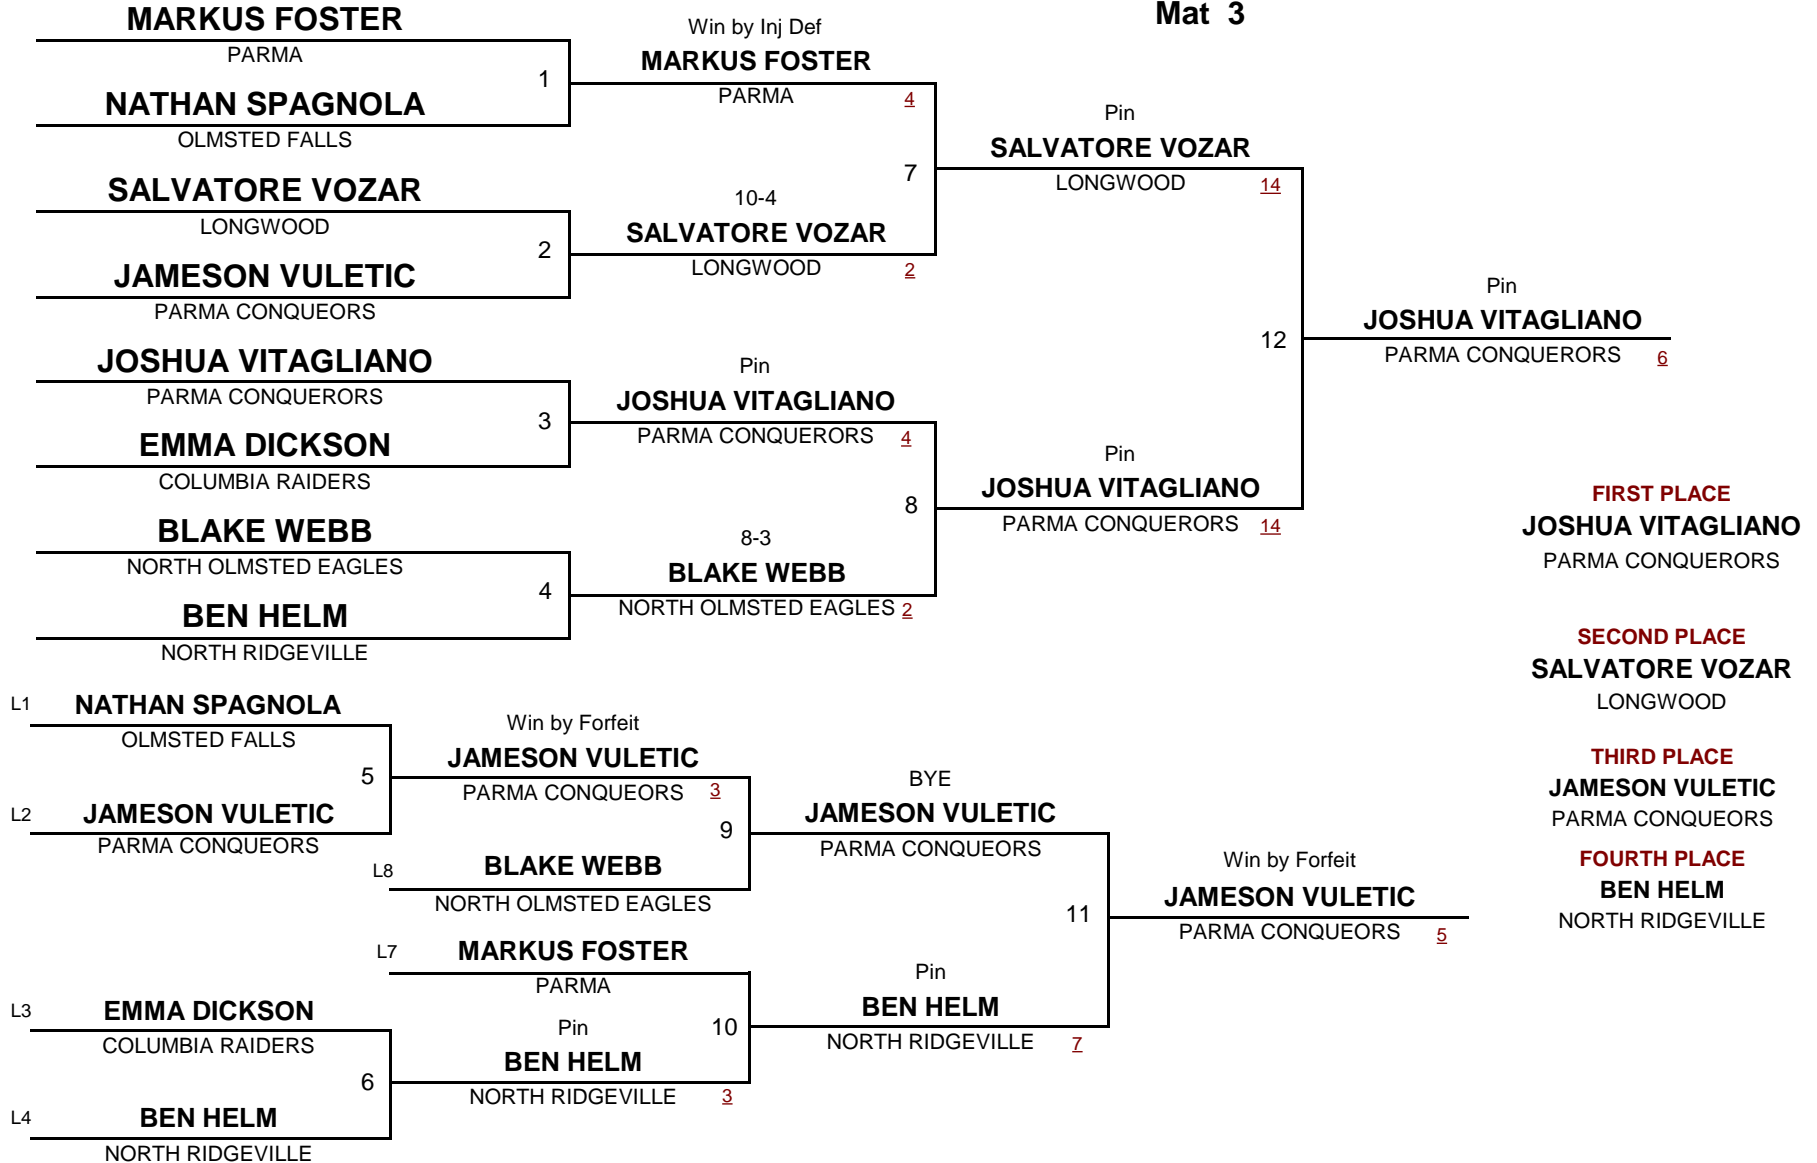 Mat 3
MARKUS FOSTER
PARMA
1
NATHAN SPAGNOLA
OLMSTED FALLS
Win by Inj Def
MARKUS FOSTER
PARMA 4
SALVATORE VOZAR
LONGWOOD
2
JAMESON VULETIC
PARMA CONQUEORS
10-4
SALVATORE VOZAR
LONGWOOD 2
7
Pin
SALVATORE VOZAR
LONGWOOD 14
JOSHUA VITAGLIANO
PARMA CONQUERORS
3
EMMA DICKSON
COLUMBIA RAIDERS
Pin
JOSHUA VITAGLIANO
PARMA CONQUERORS 4
BLAKE WEBB
NORTH OLMSTED EAGLES
4
BEN HELM
NORTH RIDGEVILLE
8-3
BLAKE WEBB
NORTH OLMSTED EAGLES 2
8
Pin
JOSHUA VITAGLIANO
PARMA CONQUERORS 14
12
Pin
JOSHUA VITAGLIANO
PARMA CONQUERORS 6
FIRST PLACE
JOSHUA VITAGLIANO
PARMA CONQUERORS
SECOND PLACE
SALVATORE VOZAR
LONGWOOD
THIRD PLACE
JAMESON VULETIC
PARMA CONQUEORS
FOURTH PLACE
BEN HELM
NORTH RIDGEVILLE
L1 NATHAN SPAGNOLA
OLMSTED FALLS
5
L2 JAMESON VULETIC
PARMA CONQUEORS
Win by Forfeit
JAMESON VULETIC
PARMA CONQUEORS 3
9
L8 BLAKE WEBB
NORTH OLMSTED EAGLES
BYE
JAMESON VULETIC
PARMA CONQUEORS
L7 MARKUS FOSTER
PARMA
L3 EMMA DICKSON
COLUMBIA RAIDERS
6
L4 BEN HELM
NORTH RIDGEVILLE
Pin
BEN HELM
NORTH RIDGEVILLE 3
10
Pin
BEN HELM
NORTH RIDGEVILLE 7
11
Win by Forfeit
JAMESON VULETIC
PARMA CONQUEORS 5